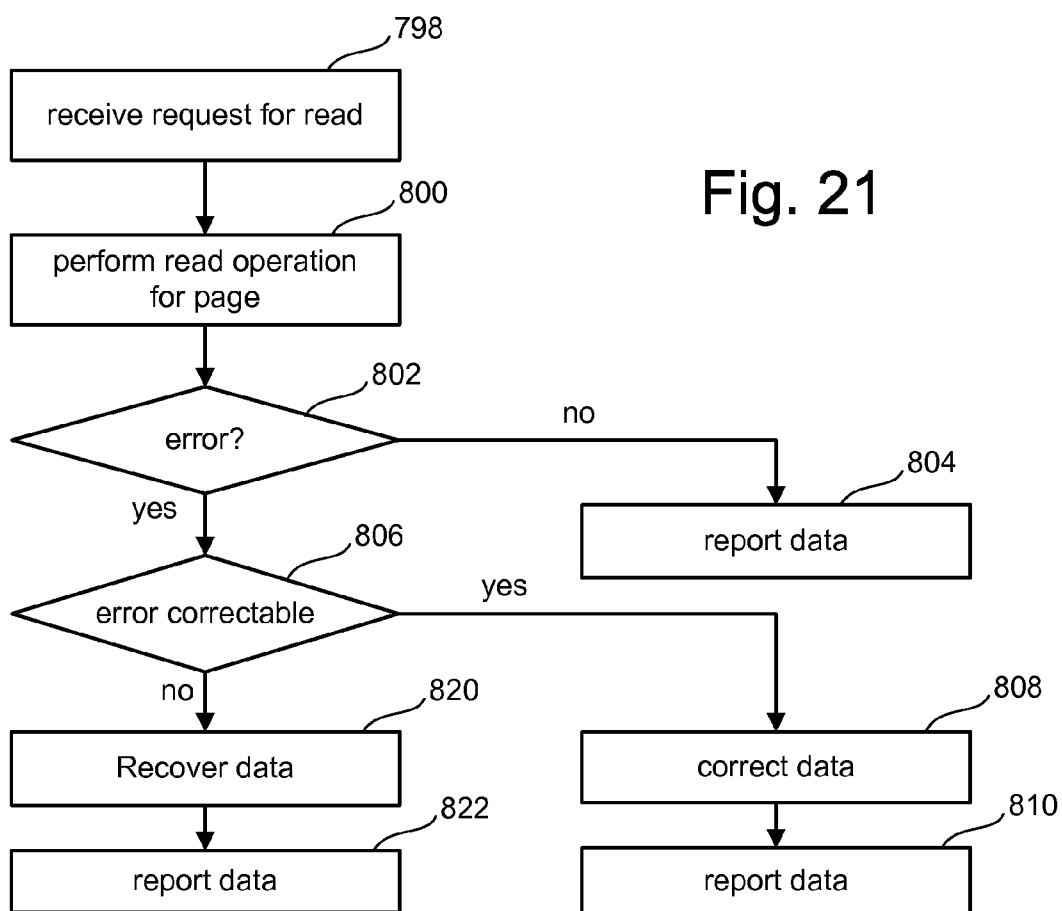 798
receive request for read
Fig. 21
800
perform read operation
for page
802
error?
no
804
report data
yes
806
error correctable
yes
no
820
Recover data
808
correct data
822
report data
810
report data